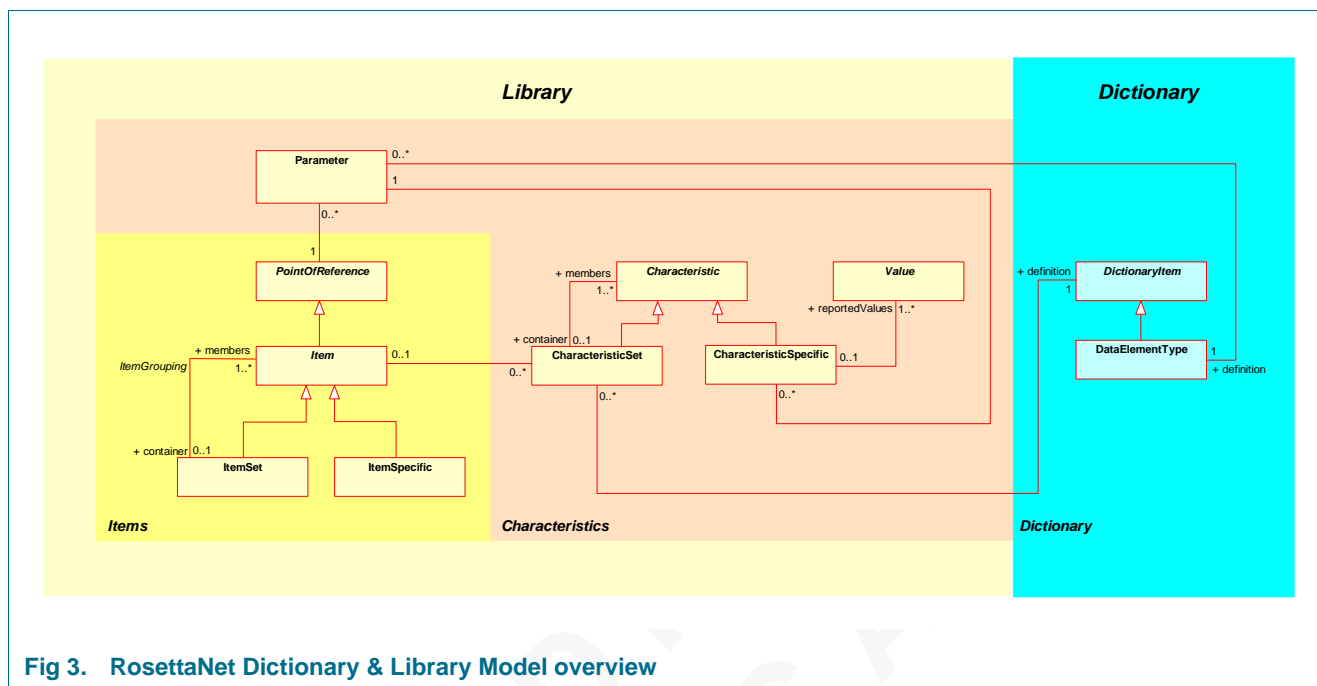 Library
Dictionary
Parameter
0..*
1
0..*
1
PointOfReference
+ members
Characteristic
1..*
Value
+ definition
DictionaryItem
1
+ reportedValues
1..*
+ container
0..1
+ members
ItemGrouping
1..*
Item
0..1
0..*
CharacteristicSet
CharacteristicSpecific
0..1
DataElementType
1
+ definition
0..*
0..*
+ container
0..1
ItemSet
ItemSpecific
Items
Characteristics
Dictionary
Fig 3. RosettaNet Dictionary & Library Model overview